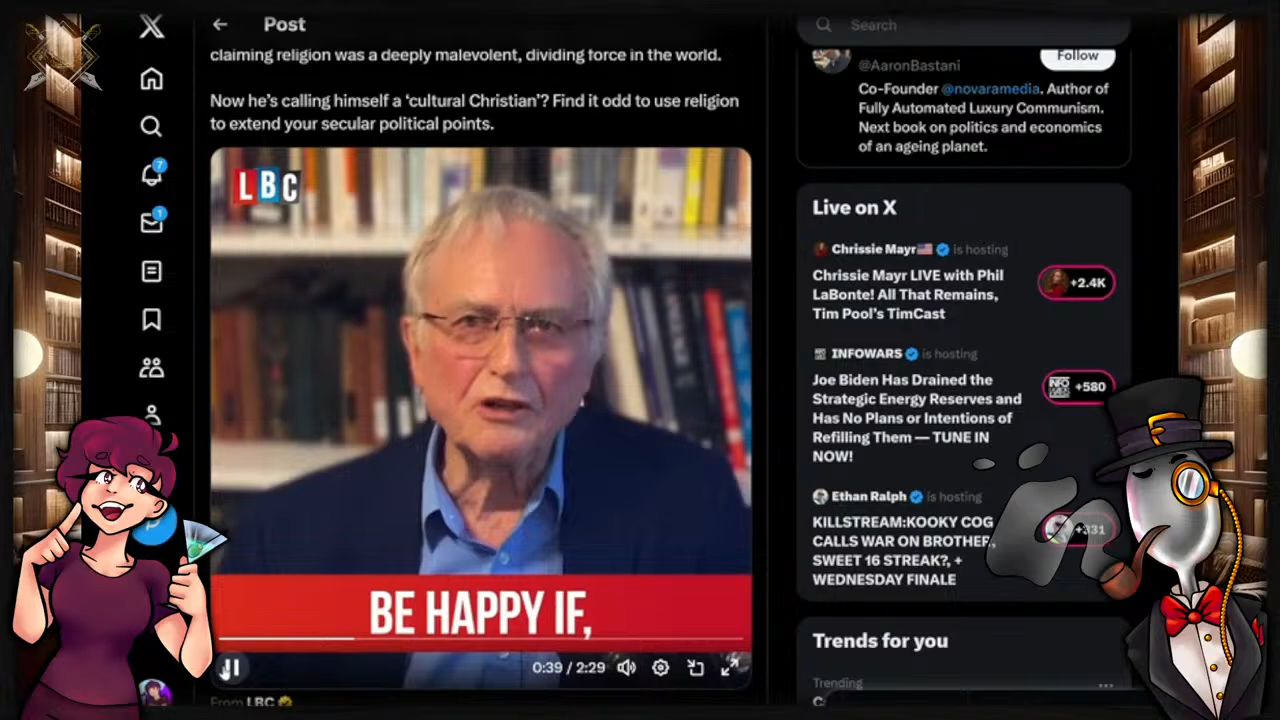 Post
claiming religion was a deeply malevolent, dividing force in the world.
Now he's calling himself a 'cultural Christian'? Find it odd to use religion
to extend your secular political points.
LBC
BE HAPPY IF,
0:39 / 2:29
From LBC
7
1
Search
@AaronBastani
Follow
Co-Founder @novaramedia. Author of
Fully Automated Luxury Communism.
Next book on politics and economics
of an ageing planet.
Live on X
Chrissie Mayr🇺🇸 is hosting
Chrissie Mayr LIVE with Phil
LaBonte! All That Remains,
Tim Pool's TimCast
+2.4K
INFOWARS is hosting
Joe Biden Has Drained the
Strategic Energy Reserves and
Has No Plans or Intentions of
Refilling Them — TUNE IN
NOW!
+580
Ethan Ralph is hosting
KILLSTREAM:KOOKY COG
CALLS WAR ON BROTHER,
SWEET 16 STREAK?, +
WEDNESDAY FINALE
+331
Trends for you
Trending